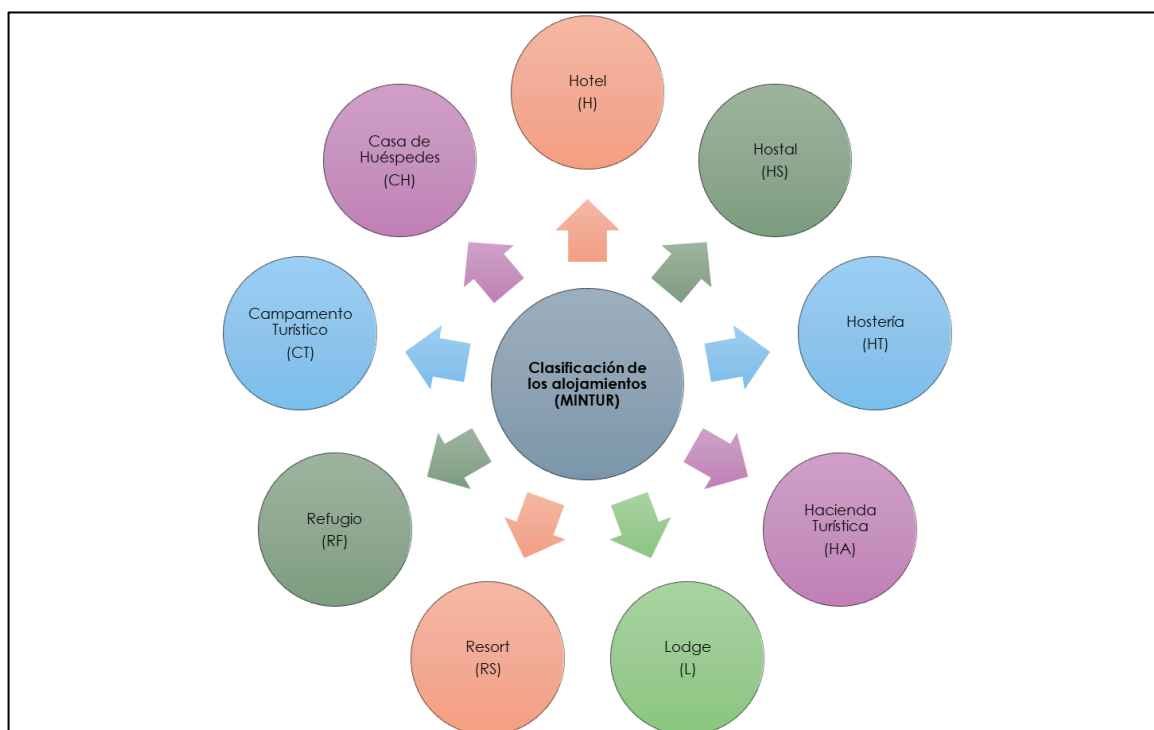 Hotel
(H)
Hostal
(HS)
Hostería
(HT)
Hacienda
Turística
(HA)
Lodge
(L)
Resort
(RS)
Refugio
(RF)
Campamento
Turístico
(CT)
Casa de
Huéspedes
(CH)
Clasificación de
los alojamientos
(MINTUR)